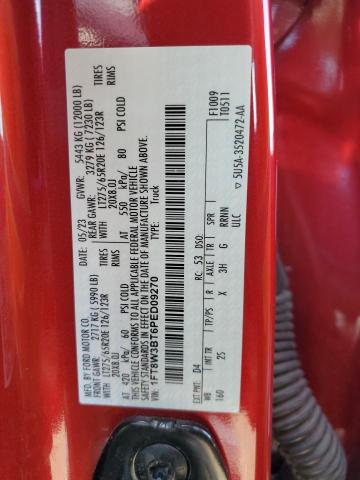 MFD. BY FORD MOTOR CO.
DATE: 05/23 GVWR: 5443 KG (12000 LB)
FRONT GAWR: 2717 KG (5990 LB) REAR GAWR: 3279 KG (7230 LB)
LT275/65R20E 126/123R WITH LT275/65R20E 126/123R TIRES
20X8.0J 20X8.0J RIMS
AT 420 kPa/ 60 PSI COLD AT 550 kPa/ 80 PSI COLD
THIS VEHICLE CONFORMS TO ALL APPLICABLE FEDERAL MOTOR VEHICLE
SAFETY STANDARDS IN EFFECT ON THE DATE OF MANUFACTURE SHOWN ABOVE.
VIN: 1FT8W3BT6PED09270
TYPE: Truck
F1009
T0511
EXT PNT: D4 RC: 53 DSO:
WB INT TR TP/PS R AXLE TR SPR
160 25 X 3H G RRNN
ULC
5U5A-3520472-AA